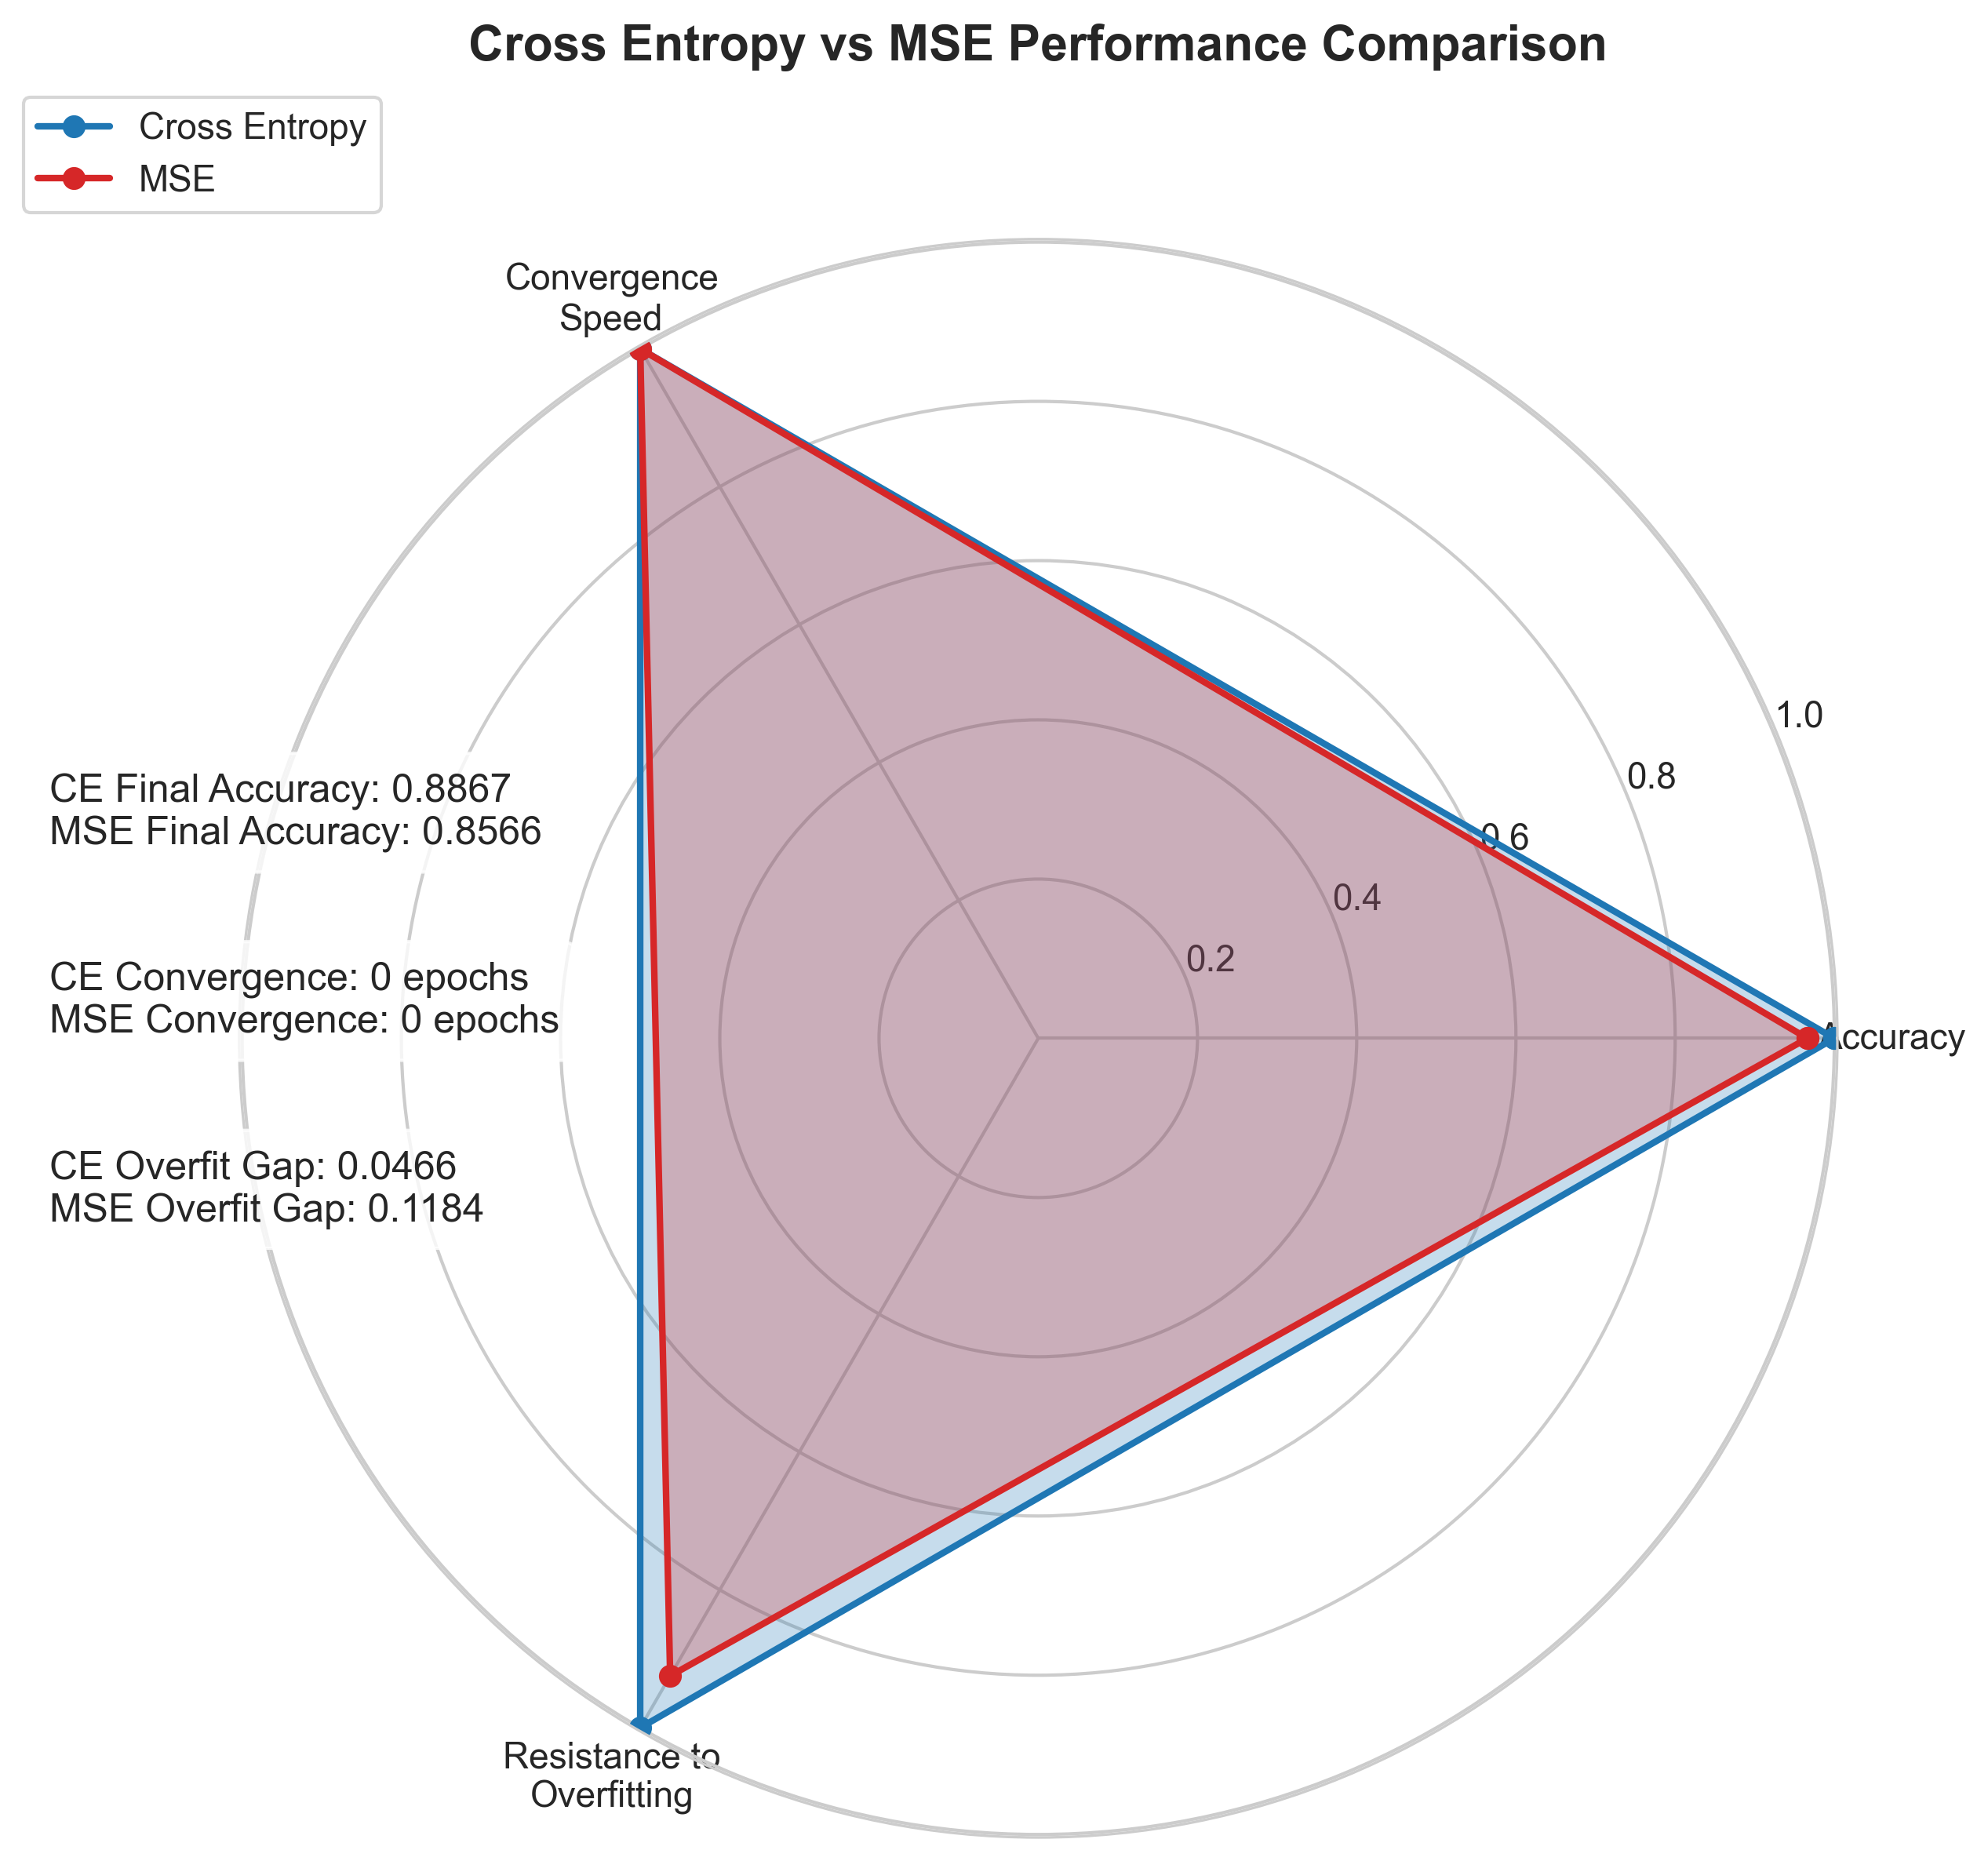 Cross Entropy vs MSE Performance Comparison
Cross Entropy
MSE
Convergence
Speed
1.0
0.8
0.6
0.4
0.2
Accuracy
CE Final Accuracy: 0.8867
MSE Final Accuracy: 0.8566
CE Convergence: 0 epochs
MSE Convergence: 0 epochs
CE Overfit Gap: 0.0466
MSE Overfit Gap: 0.1184
Resistance to
Overfitting